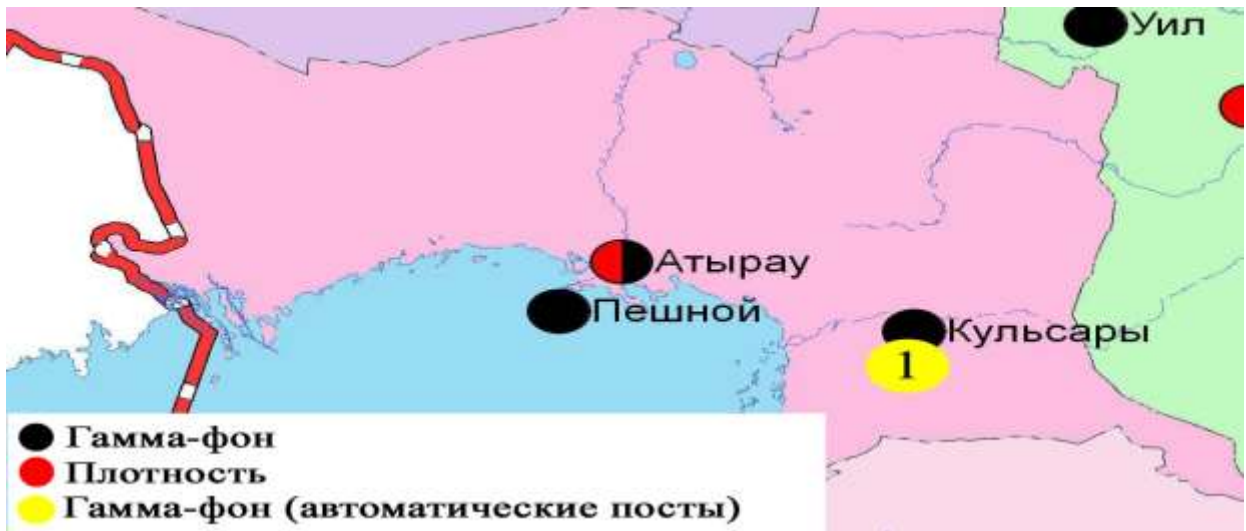 Уил
Атырау
Пешной
Кульсары
1
Гамма-фон
Плотность
Гамма-фон (автоматические посты)